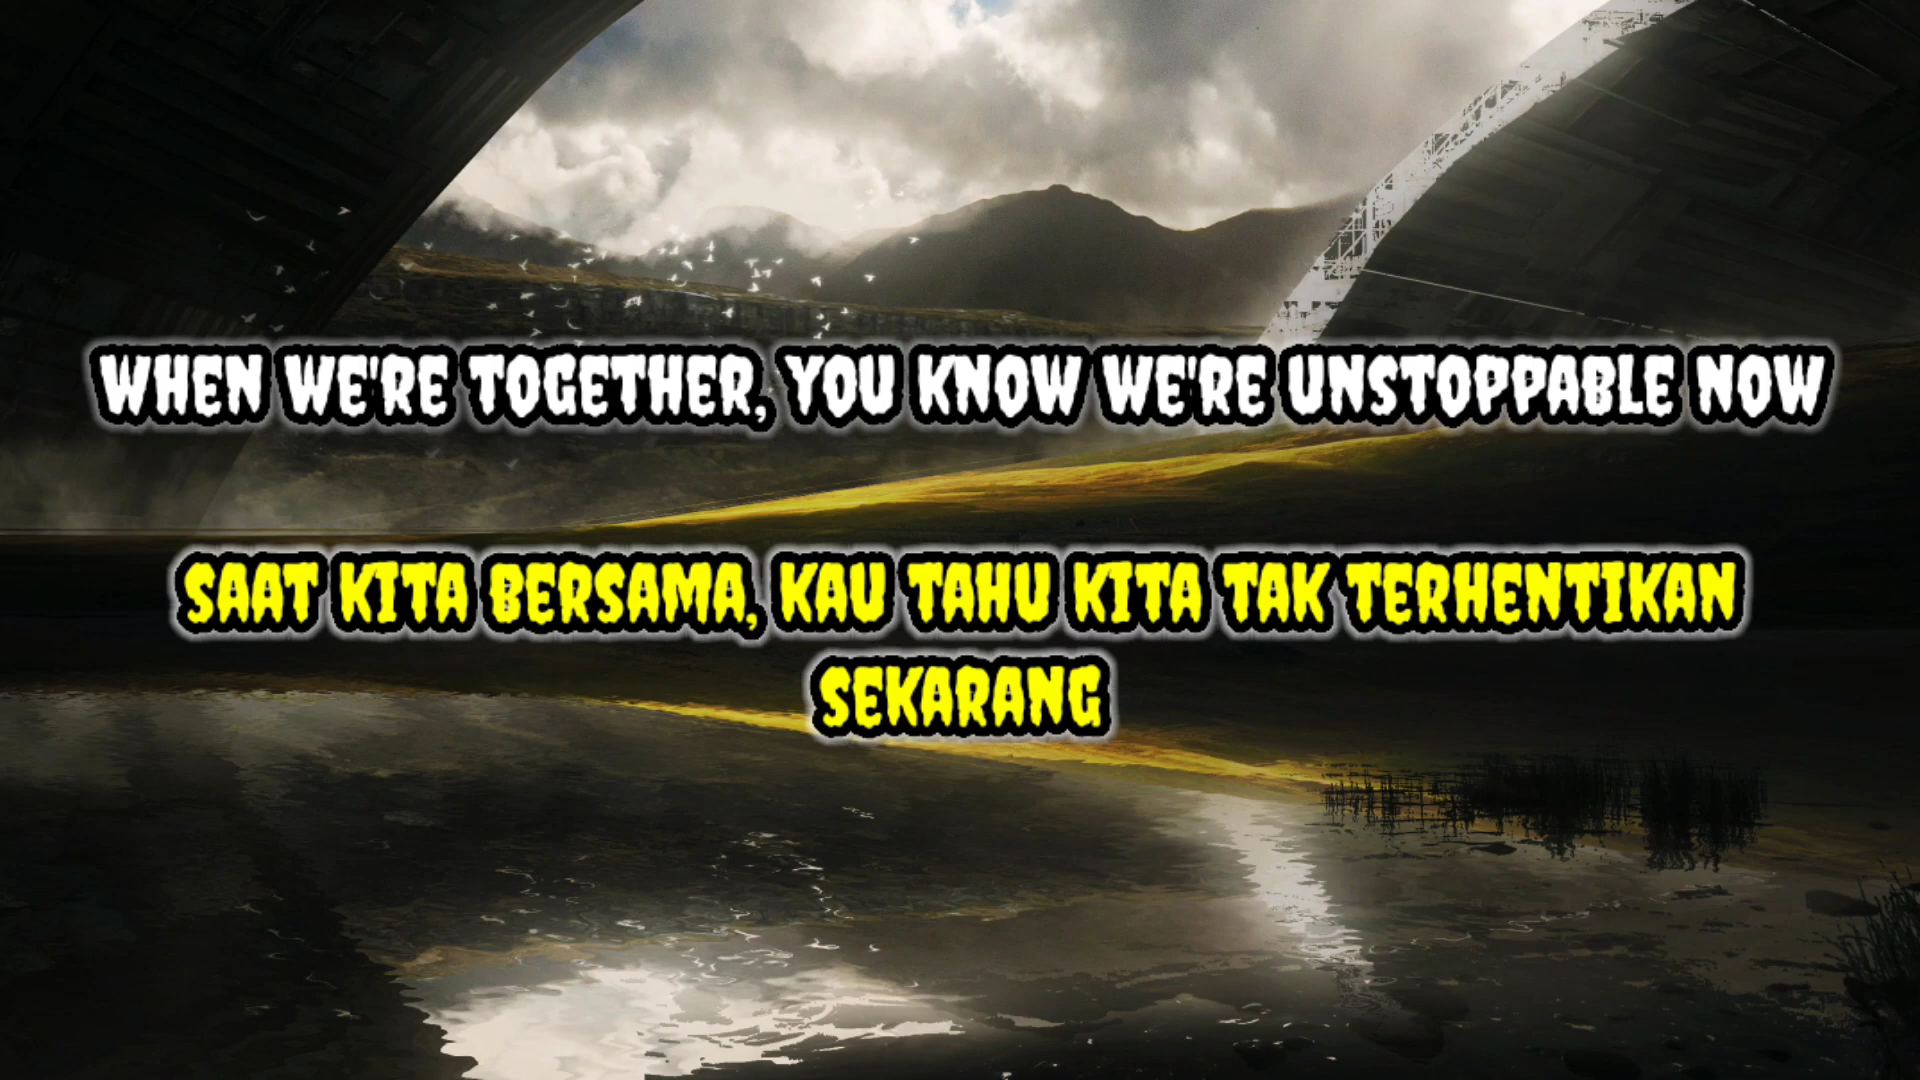 WHEN WE'RE TOGETHER, YOU KNOW WE'RE UNSTOPPABLE NOW
SAAT KITA BERSAMA, KAU TAHU KITA TAK TERHENTIKAN
SEKARANG